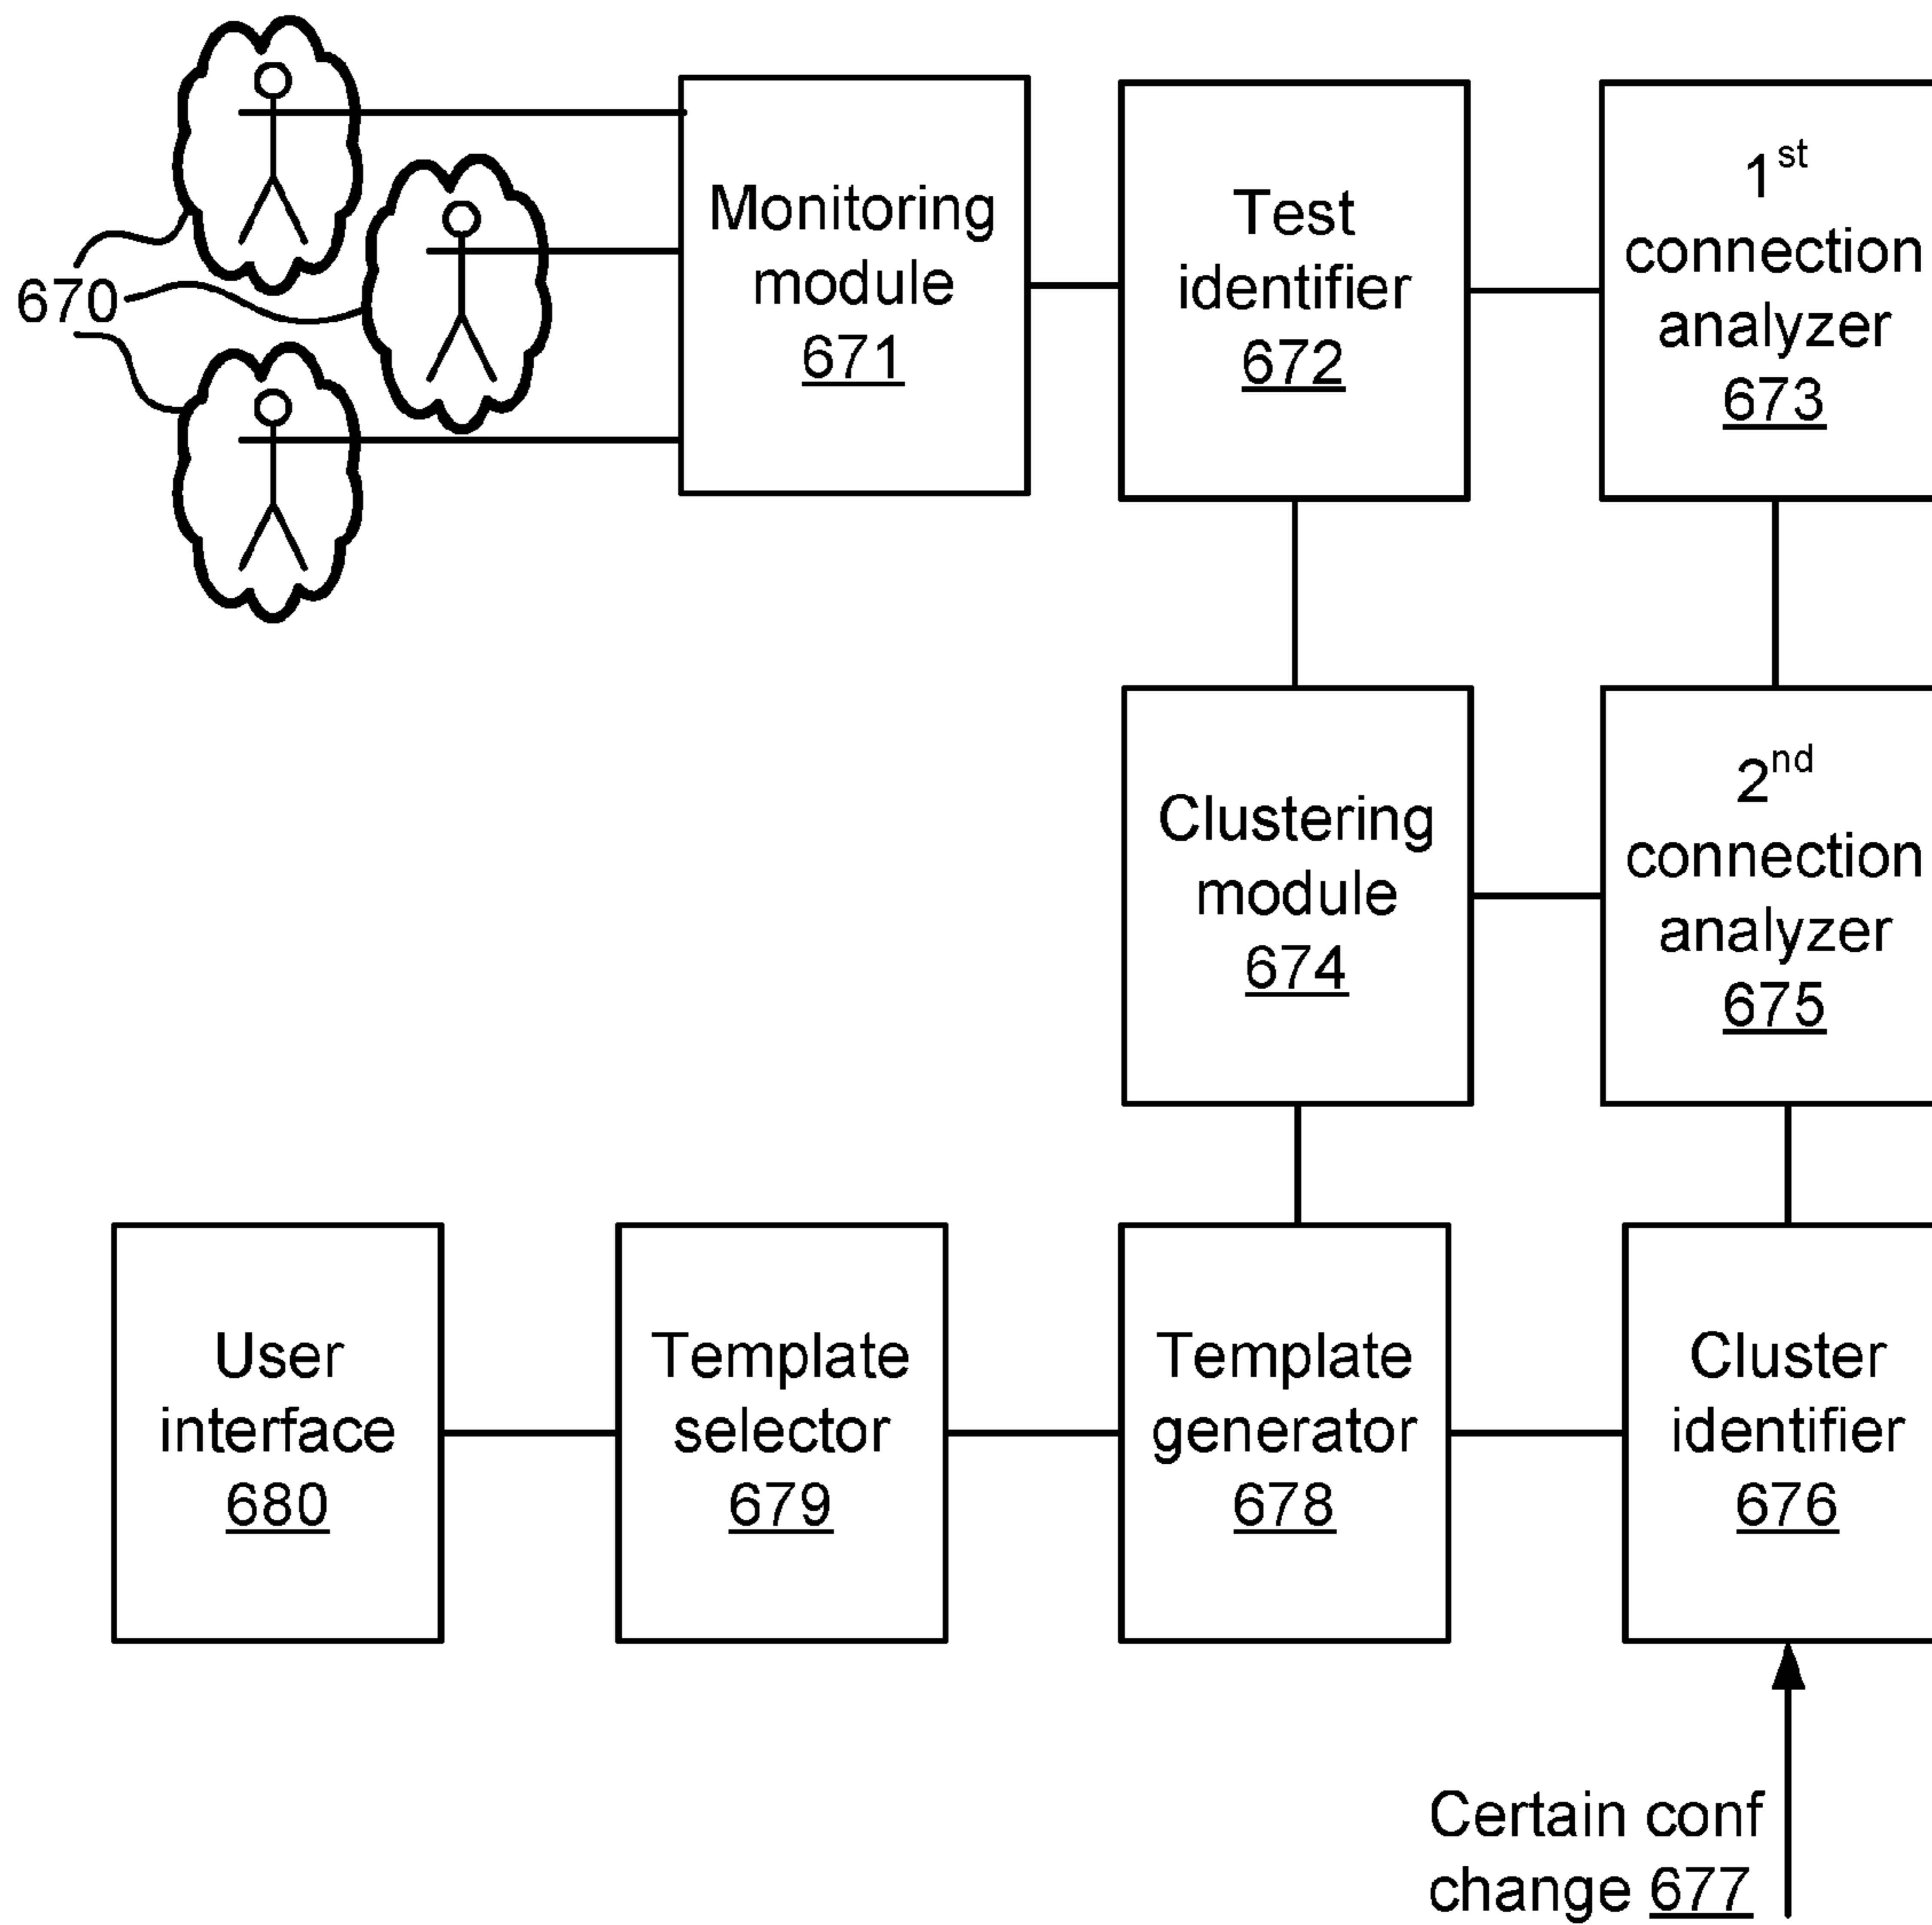 670
Monitoring
module
671
Test
identifier
672
1st
connection
analyzer
673
Clustering
module
674
2nd
connection
analyzer
675
User
interface
680
Template
selector
679
Template
generator
678
Cluster
identifier
676
Certain conf
change 677